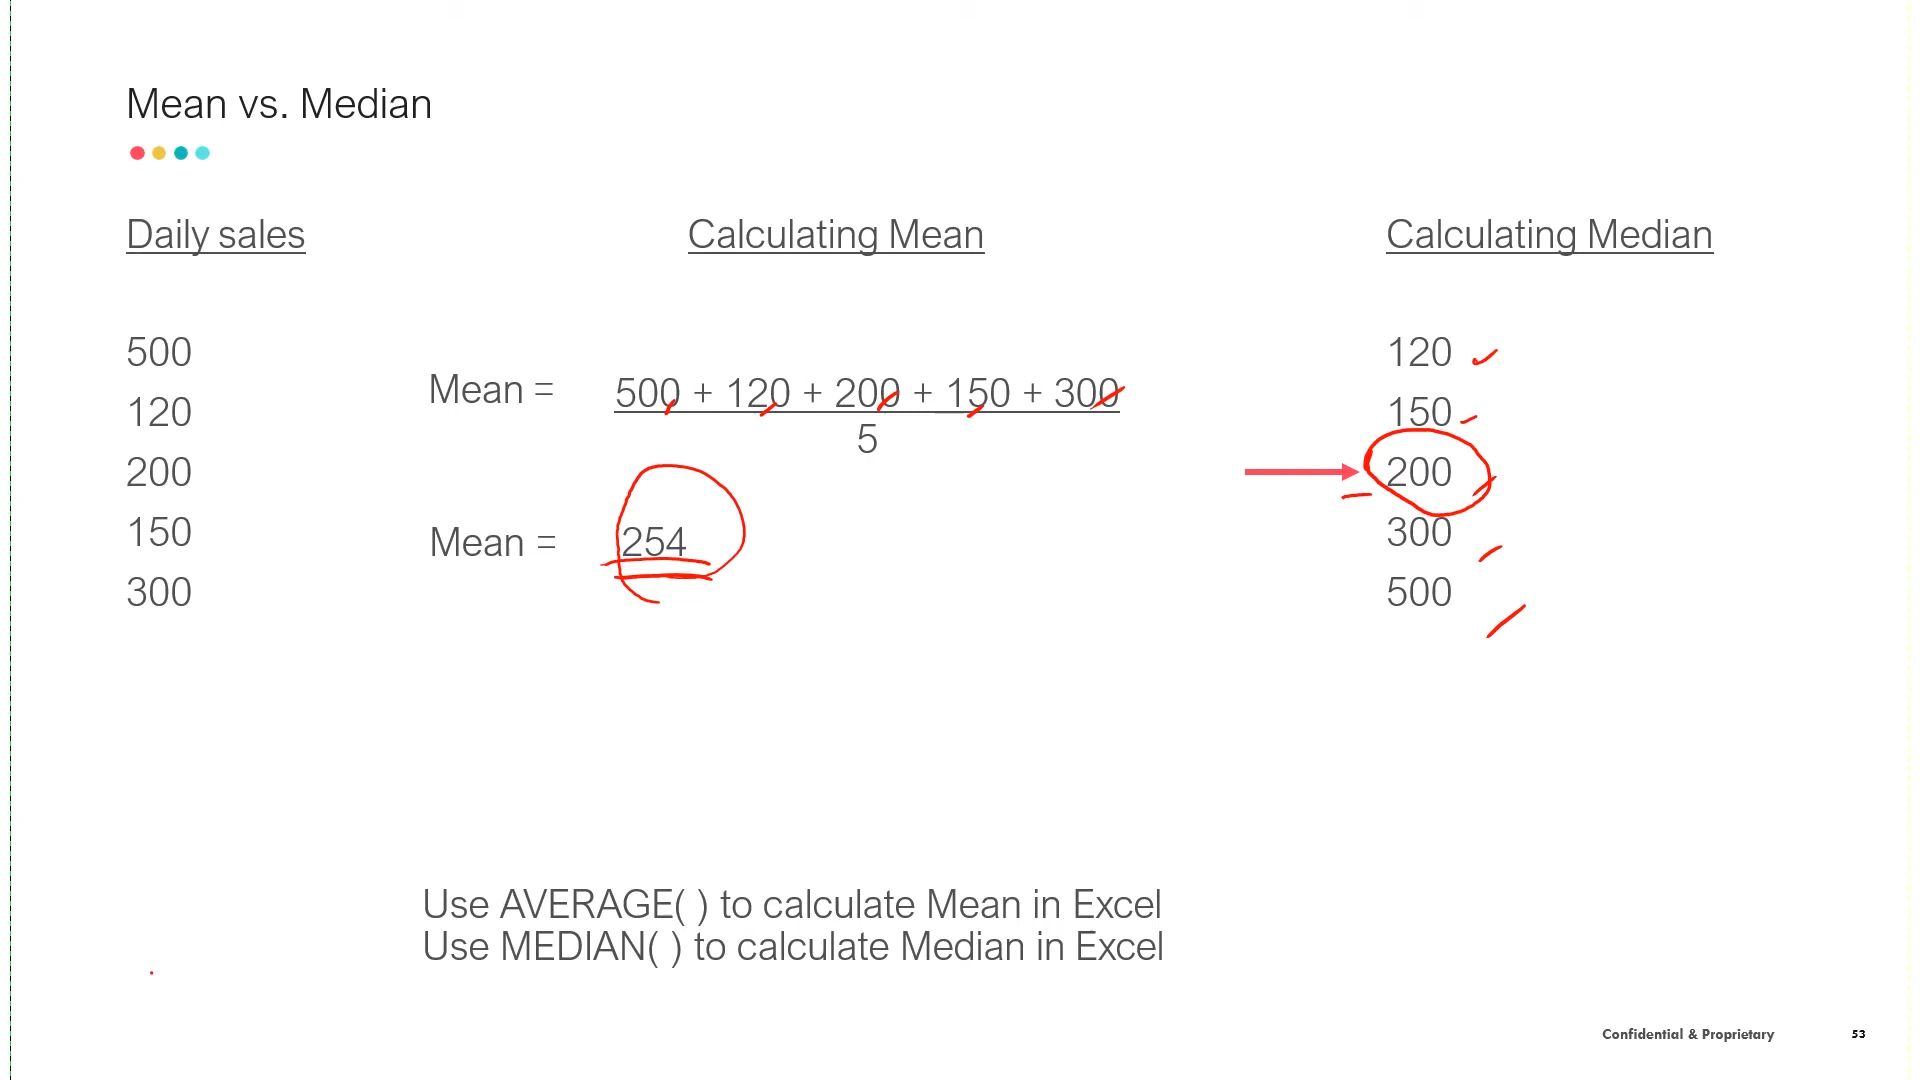 Mean vs. Median
Daily sales
500
120
200
150
300
Calculating Mean
Mean = 500 + 120 + 200 + 150 + 300
5
Mean = 254
Calculating Median
120
150
200
300
500
Use AVERAGE( ) to calculate Mean in Excel
Use MEDIAN( ) to calculate Median in Excel
Confidential & Proprietary 53